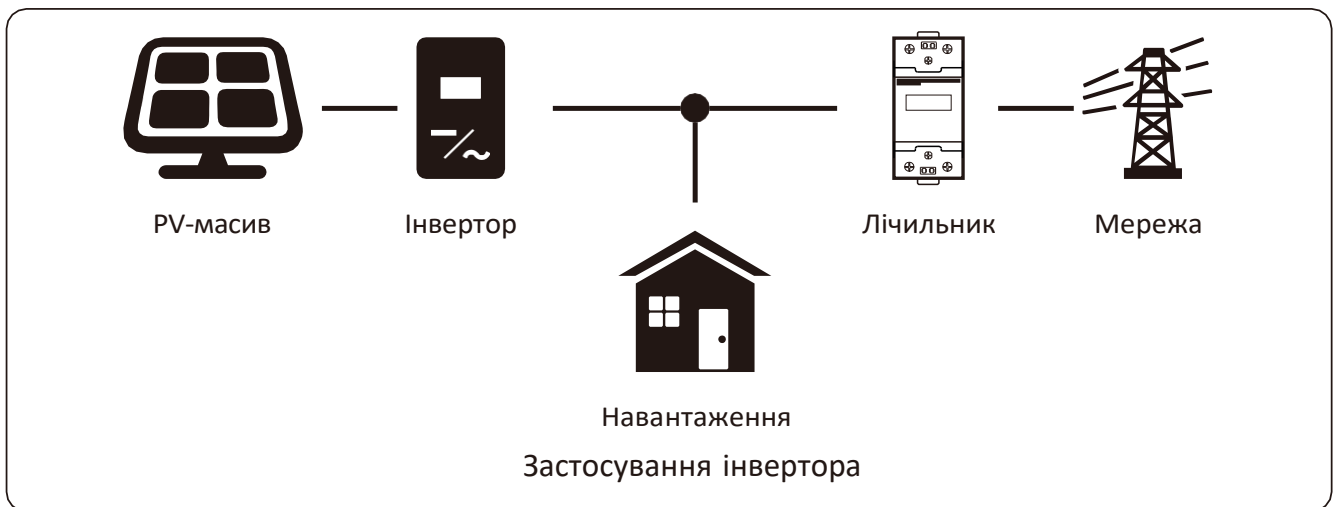 PV-масив
Інвертор
Лічильник
Мережа
Навантаження
Застосування інвертора